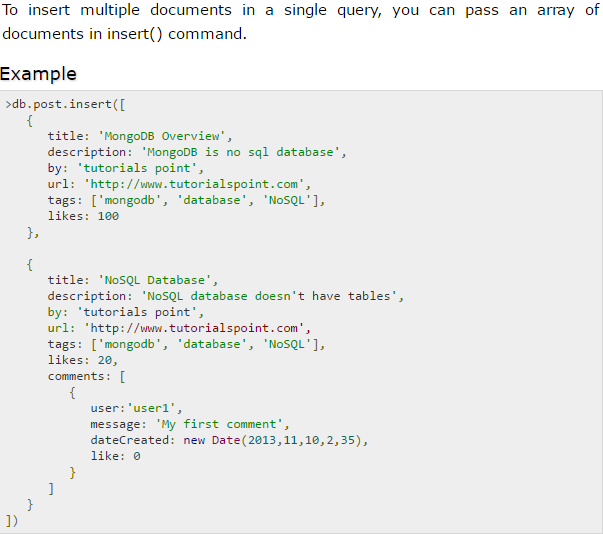 To insert multiple documents in a single query, you can pass an array of
documents in insert() command.
Example
>db.post.insert([
   {
      title: 'MongoDB Overview',
      description: 'MongoDB is no sql database',
      by: 'tutorials point',
      url: 'http://www.tutorialspoint.com',
      tags: ['mongodb', 'database', 'NoSQL'],
      likes: 100
   },
   {
      title: 'NoSQL Database',
      description: 'NoSQL database doesn't have tables',
      by: 'tutorials point',
      url: 'http://www.tutorialspoint.com',
      tags: ['mongodb', 'database', 'NoSQL'],
      likes: 20,
      comments: [
         {
            user:'user1',
            message: 'My first comment',
            dateCreated: new Date(2013,11,10,2,35),
            like: 0
         }
      ]
   }
])